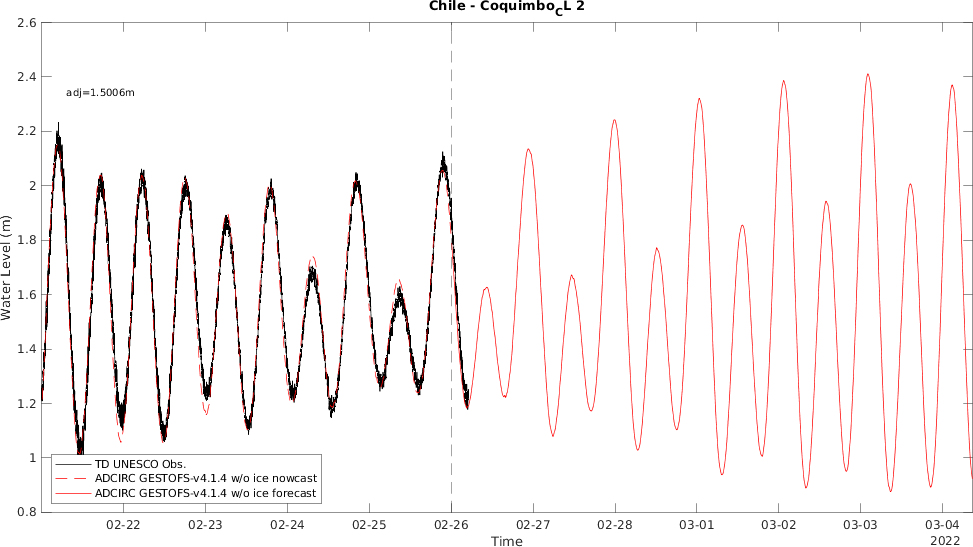 Chile - Coquimbo_CL 2
2.6
2.4
2.2
2
1.8
1.6
1.4
1.2
1
0.8
Water Level (m)
adj=1.5006m
TD UNESCO Obs.
ADCIRC GESTOFS-v4.1.4 w/o ice nowcast
ADCIRC GESTOFS-v4.1.4 w/o ice forecast
02-22 02-23 02-24 02-25 02-26 02-27 02-28 03-01 03-02 03-03 03-04
Time
2022